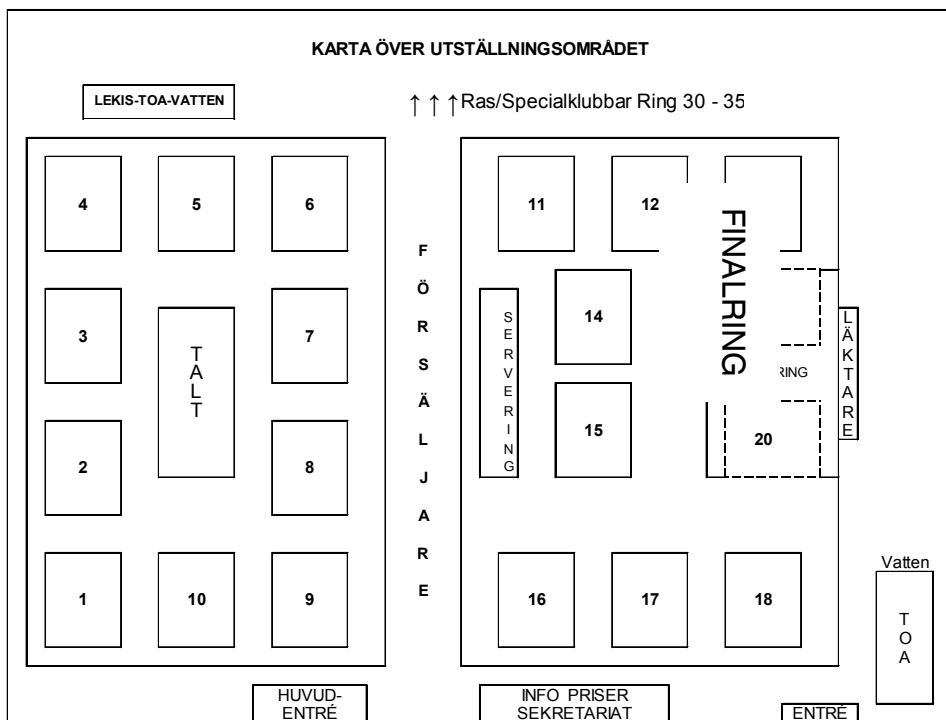 KARTA ÖVER UTSTÄLLNINGSOMRÅDET
LEKIS-TOA-VATTEN
↑ ↑ ↑Ras/Specialklubbar Ring 30 - 35
4
5
6
11
12
FINALRING
FÖRSÄLJARE
3
TALT
7
SERVERING
14
LÄKTARE
RING
15
20
2
8
1
10
9
16
17
18
Vatten
TOA
HUVUD-
ENTRÉ
INFO PRISER
SEKRETARIAT
ENTRÉ